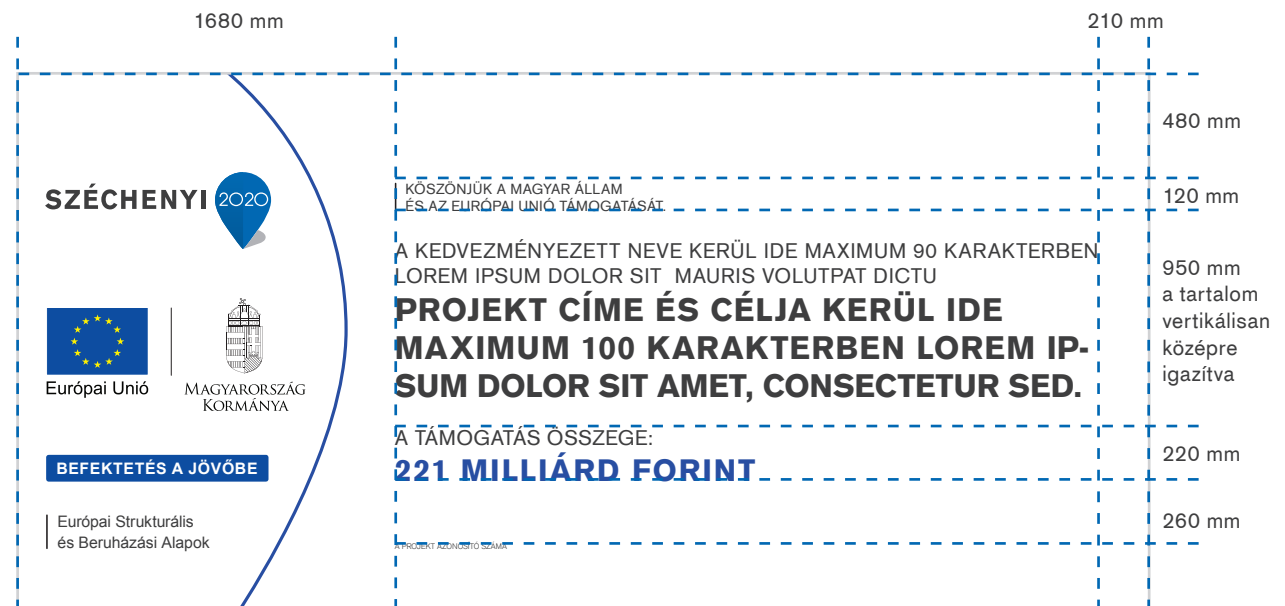 1680 mm
210 mm
480 mm
SZÉCHENYI 2020
KÖSZÖNJÜK A MAGYAR ÁLLAM
ÉS AZ EURÓPAI UNIÓ TÁMOGATÁSÁT.
120 mm
A KEDVEZMÉNYEZETT NEVE KERÜL IDE MAXIMUM 90 KARAKTERBEN
LOREM IPSUM DOLOR SIT MAURIS VOLUTPAT DICTU
PROJEKT CÍME ÉS CÉLJA KERÜL IDE
MAXIMUM 100 KARAKTERBEN LOREM IP-
SUM DOLOR SIT AMET, CONSECTETUR SED.
950 mm
a tartalom
vertikálisan
középre
igazítva
Európai Unió
MAGYARORSZÁG
KORMÁNYA
A TÁMOGATÁS ÖSSZEGE:
221 MILLIÁRD FORINT
220 mm
BEFEKTETÉS A JÖVŐBE
Európai Strukturális
és Beruházási Alapok
260 mm
A PROJEKT AZONOSÍTÓ SZÁMA